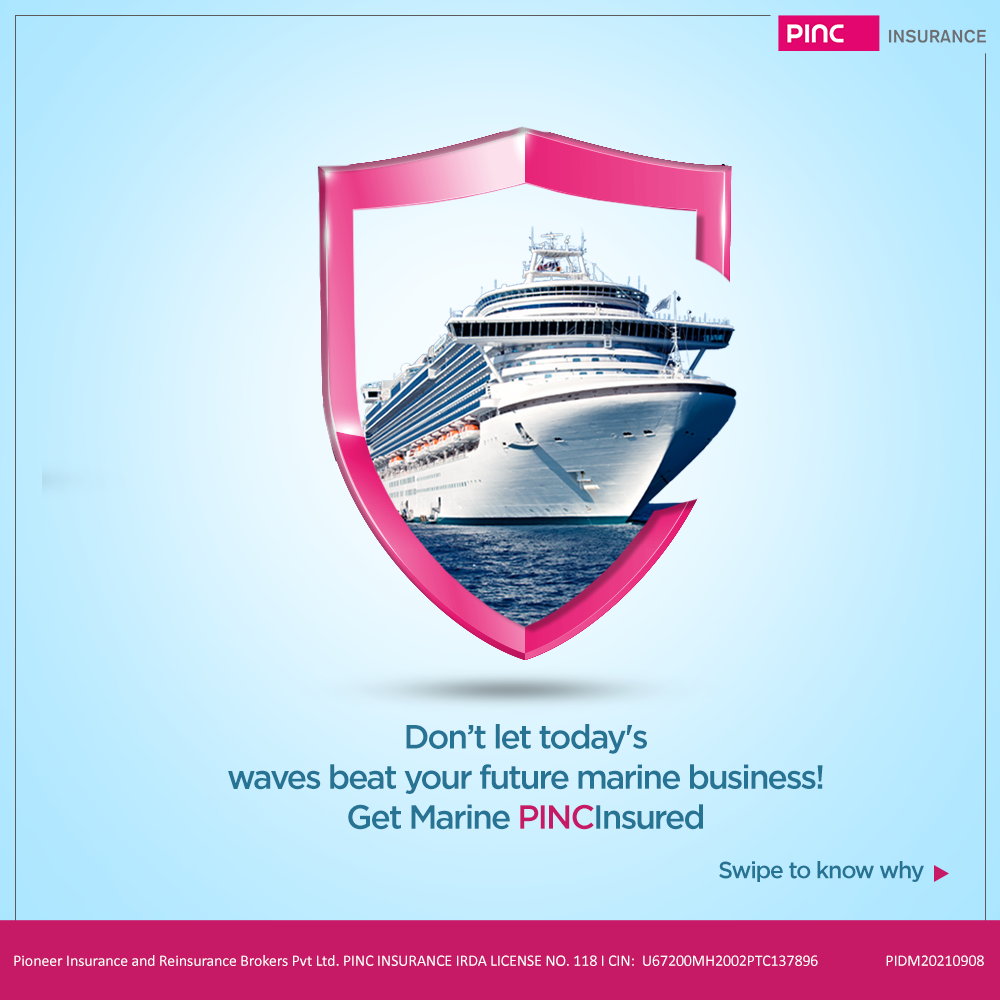 PINC INSURANCE
Don’t let today's
waves beat your future marine business!
Get Marine PINCInsured
Swipe to know why
Pioneer Insurance and Reinsurance Brokers Pvt Ltd. PINC INSURANCE IRDA LICENSE NO. 118 I CIN: U67200MH2002PTC137896 PIDM20210908